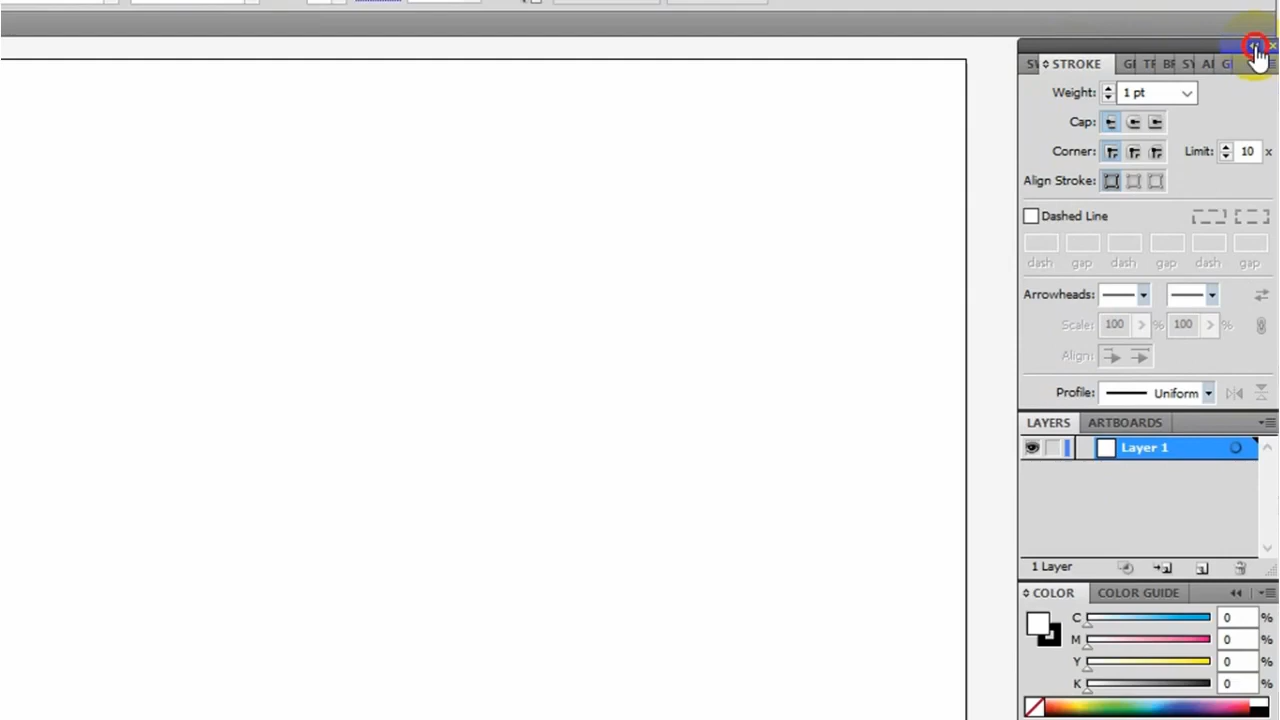 STROKE
Weight: 1 pt
Cap:
Corner: Limit: 10 x
Align Stroke:
Dashed Line
dash gap dash gap dash gap
Arrowheads:
Scale: 100 % 100 %
Align:
Profile: Uniform
LAYERS ARTBOARDS
Layer 1
1 Layer
COLOR COLOR GUIDE
C 0 %
M 0 %
Y 0 %
K 0 %